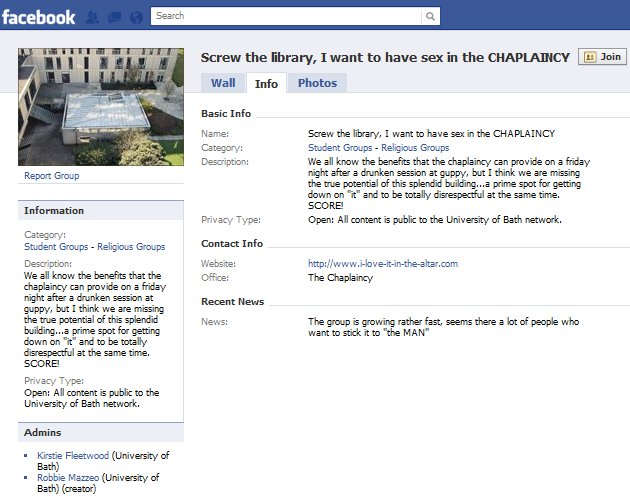 facebook
Search
Screw the library, I want to have sex in the CHAPLAINCY
Join
Wall Info Photos
Report Group
Information
Category:
Student Groups - Religious Groups
Description:
We all know the benefits that the
chaplaincy can provide on a friday
night after a drunken session at
guppy, but I think we are missing
the true potential of this splendid
building...a prime spot for getting
down on "it" and to be totally
disrespectful at the same time.
SCORE!
Privacy Type:
Open: All content is public to the
University of Bath network.
Admins
Kirstie Fleetwood (University of
Bath)
Robbie Mazzeo (University of
Bath) (creator)
Basic Info
Name: Screw the library, I want to have sex in the CHAPLAINCY
Category: Student Groups - Religious Groups
Description: We all know the benefits that the chaplaincy can provide on a friday
night after a drunken session at guppy, but I think we are missing
the true potential of this splendid building...a prime spot for getting
down on "it" and to be totally disrespectful at the same time.
SCORE!
Privacy Type: Open: All content is public to the University of Bath network.
Contact Info
Website: http://www.i-love-it-in-the-altar.com
Office: The Chaplaincy
Recent News
News: The group is growing rather fast, seems there a lot of people who
want to stick it to "the MAN"